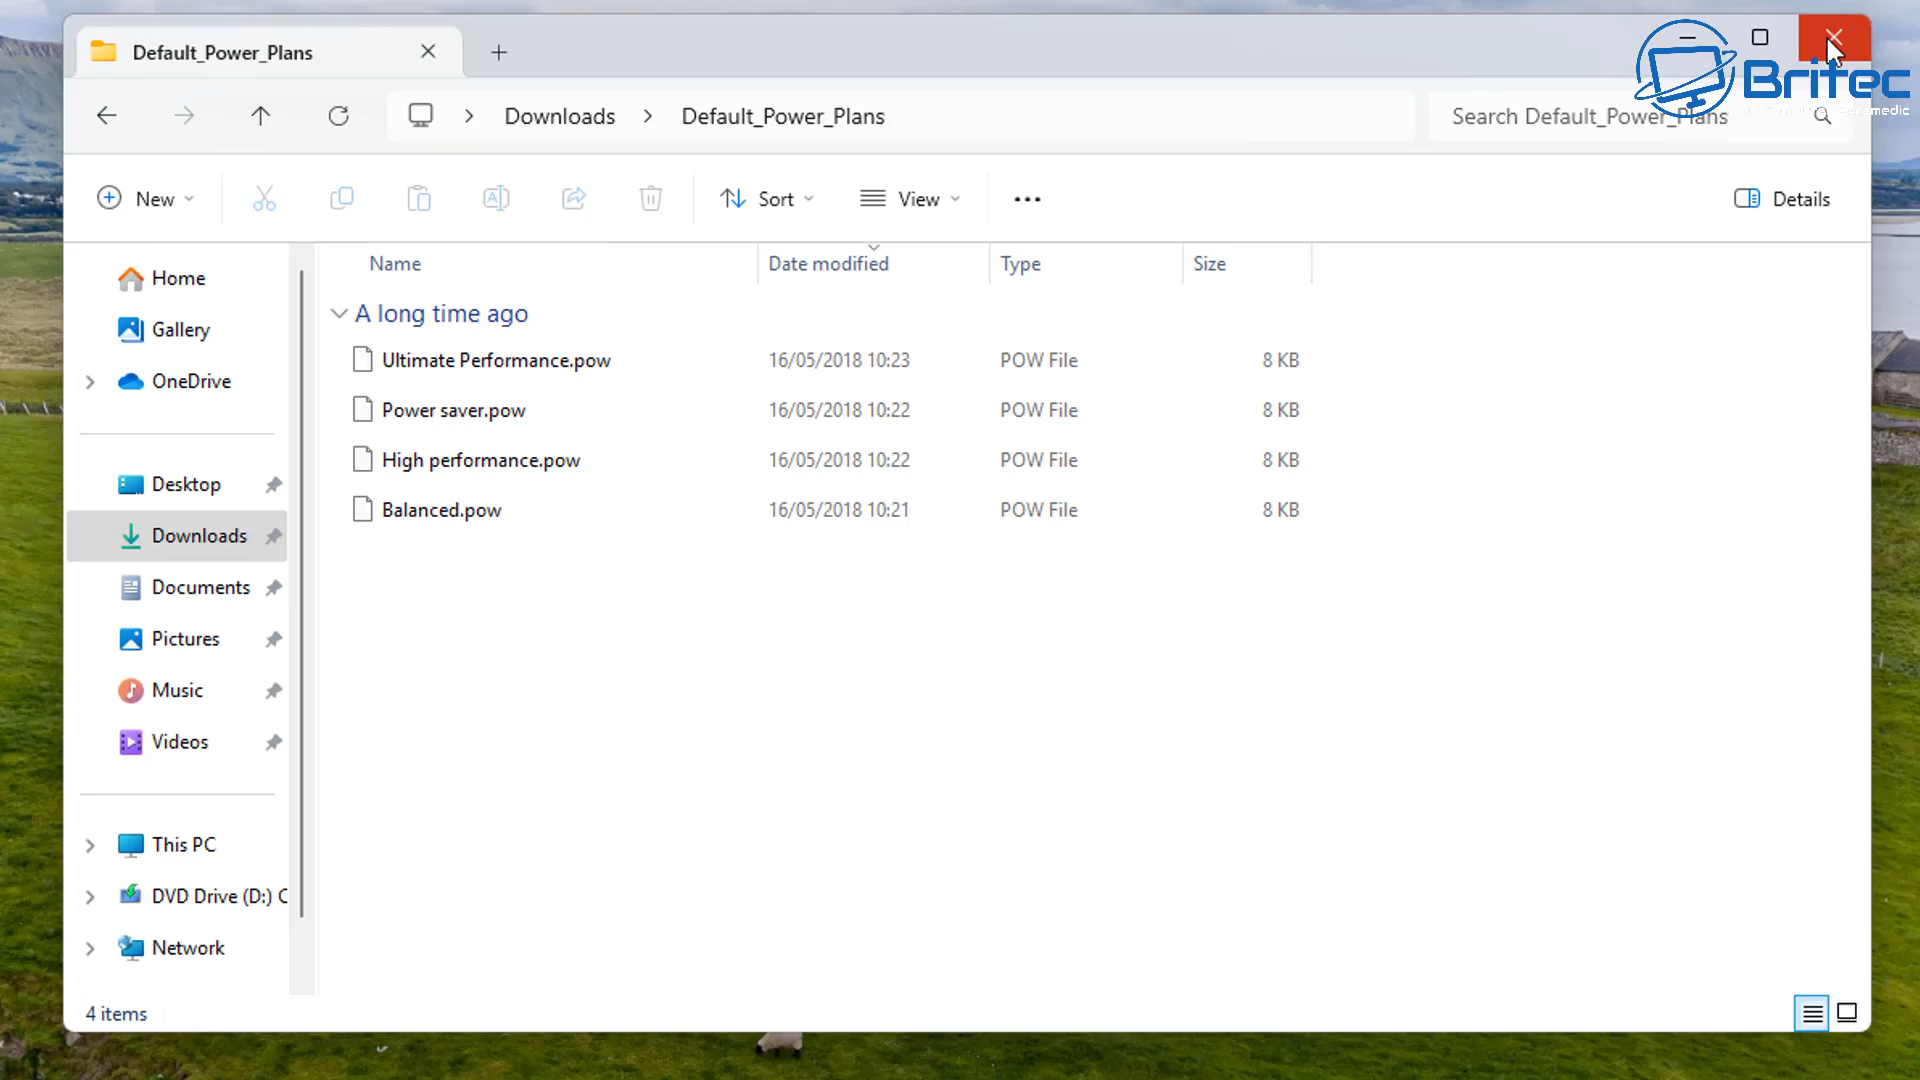 Default_Power_Plans
Britec
Downloads
Default_Power_Plans
Search Default_Power_Plans
New
Sort
View
Details
Name
Date modified
Type
Size
A long time ago
Ultimate Performance.pow 16/05/2018 10:23 POW File 8 KB
Power saver.pow 16/05/2018 10:22 POW File 8 KB
High performance.pow 16/05/2018 10:22 POW File 8 KB
Balanced.pow 16/05/2018 10:21 POW File 8 KB
Home
Gallery
OneDrive
Desktop
Downloads
Documents
Pictures
Music
Videos
This PC
DVD Drive (D:) C
Network
4 items